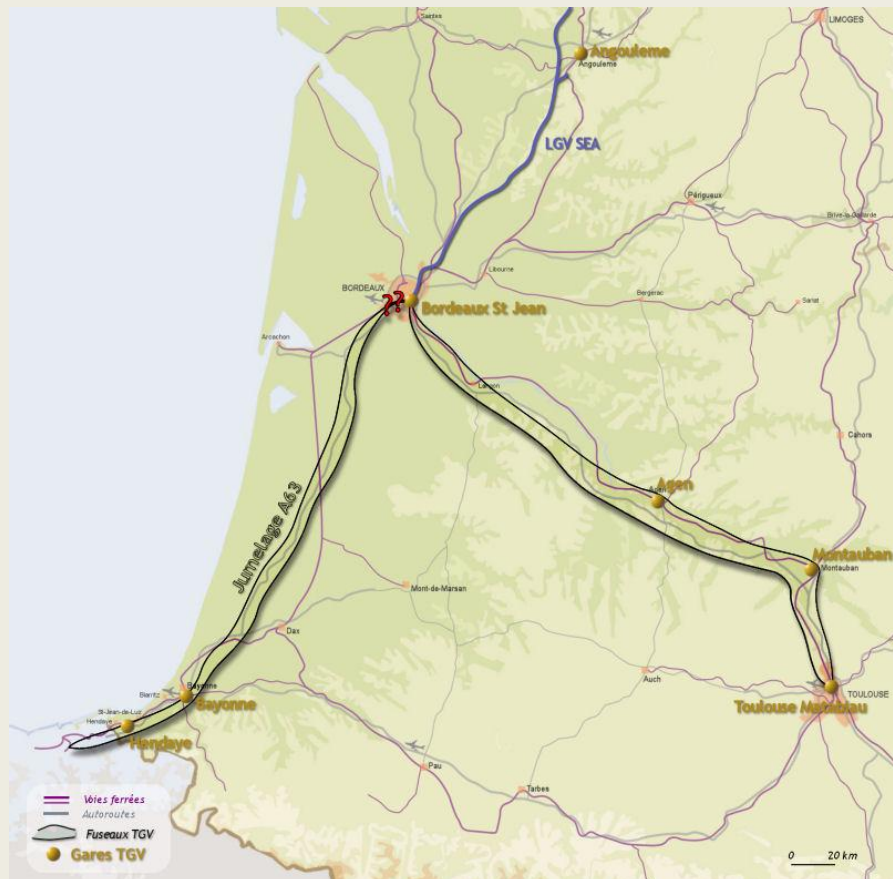 Saintes
LIMOGES
Angouleme
Angouleme
LGV SEA
Périgueux
Brive-la-Gaillarde
Libourne
BORDEAUX
??
Bordeaux St Jean
Bergerac
Sarlat
Arcachon
Langon
Cahors
Agen
Agen
Jumelage A63
Montauban
Montauban
Mont-de-Marsan
Dax
Auch
Biarritz
Bayonne
Bayonne
TOULOUSE
Toulouse Matabiau
St-Jean-de-Luz
Hendaye
Hendaye
Pau
Tarbes
Voies ferrées
Autoroutes
Fuseaux TGV
Gares TGV
0 20 km